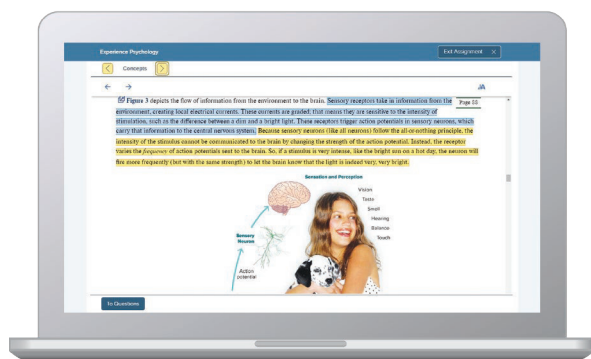 Experience Psychology
Exit Assignment ×
Concepts
Figure 3 depicts the flow of information from the environment to the brain. Sensory receptors take in information from the
Page 88
environment, creating local electrical currents. These currents are graded; that means they are sensitive to the intensity of
stimulation, such as the difference between a dim and a bright light. These receptors trigger action potentials in sensory neurons, which
carry that information to the central nervous system. Because sensory neurons (like all neurons) follow the all-or-nothing principle, the
intensity of the stimulus cannot be communicated to the brain by changing the strength of the action potential. Instead, the receptor
varies the frequency of action potentials sent to the brain. So, if a stimulus is very intense, like the bright sun on a hot day, the neuron will
fire more frequently (but with the same strength) to let the brain know that the light is indeed very, very bright.
Sensation and Perception
Vision
Taste
Smell
Hearing
Balance
Touch
Sensory
Neuron
Action
potential
To Questions